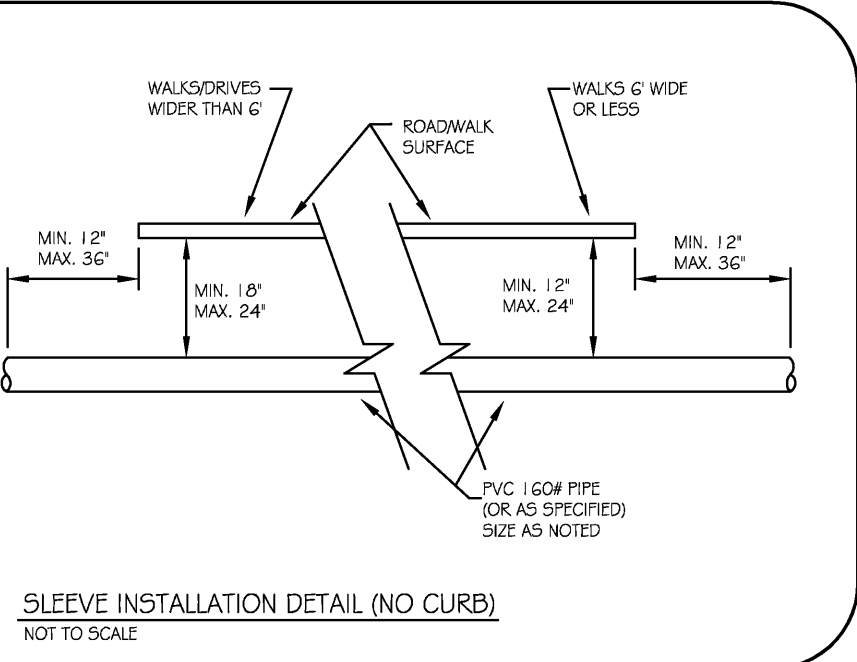 WALKS/DRIVES
WIDER THAN 6'
WALKS 6' WIDE
OR LESS
ROAD/WALK
SURFACE
MIN. 12"
MAX. 36"
MIN. 18"
MAX. 24"
MIN. 12"
MAX. 24"
MIN. 12"
MAX. 36"
PVC 160# PIPE
(OR AS SPECIFIED)
SIZE AS NOTED
SLEEVE INSTALLATION DETAIL (NO CURB)
NOT TO SCALE